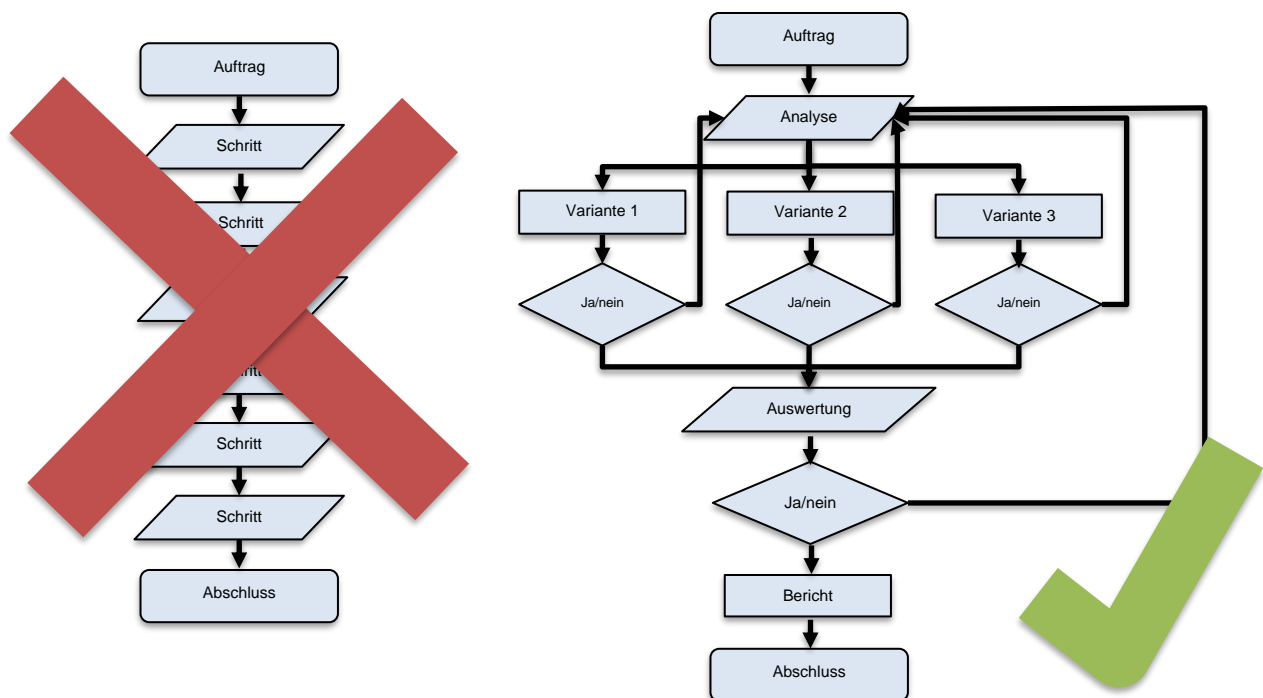 Auftrag
Schritt
Schritt
Schritt
Schritt
Abschluss
Auftrag
Analyse
Variante 1
Variante 2
Variante 3
Ja/nein
Ja/nein
Ja/nein
Auswertung
Ja/nein
Bericht
Abschluss